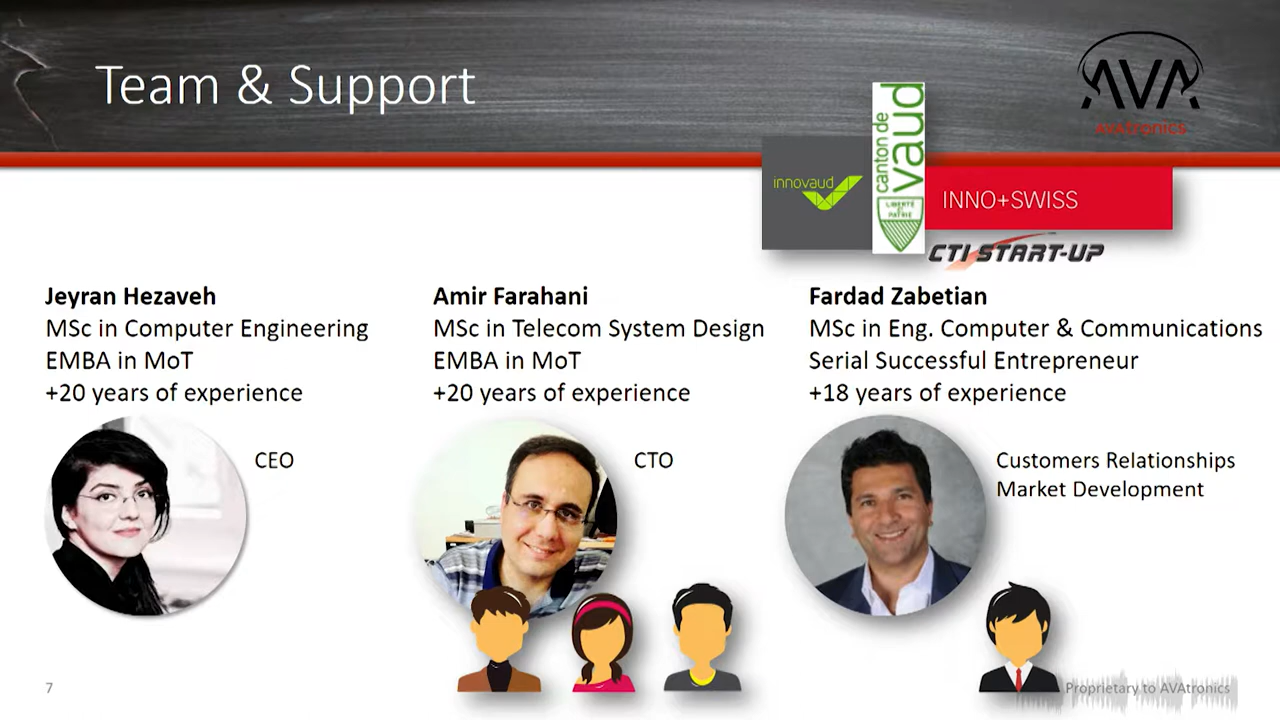 Team & Support
AVA
AVAtronics
innovaud
canton de
vaud
LIBERTÉ
ET
PATRIE
INNO+SWISS
CTI START-UP
Jeyran Hezaveh
MSc in Computer Engineering
EMBA in MoT
+20 years of experience
CEO
Amir Farahani
MSc in Telecom System Design
EMBA in MoT
+20 years of experience
CTO
Fardad Zabetian
MSc in Eng. Computer & Communications
Serial Successful Entrepreneur
+18 years of experience
Customers Relationships
Market Development
7
Proprietary to AVAtronics